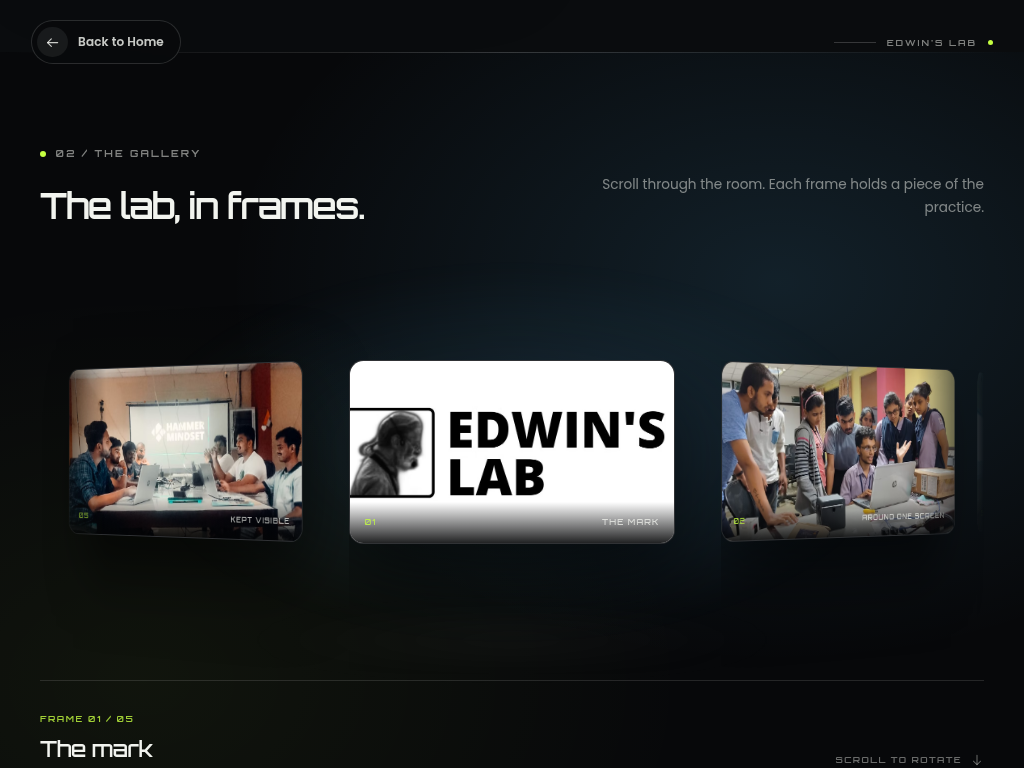 Back to Home
EDWIN'S LAB
02 / THE GALLERY
The lab, in frames.
Scroll through the room. Each frame holds a piece of the
practice.
HAMMER
MINDSET
05
KEPT VISIBLE
EDWIN'S
LAB
01
THE MARK
02
AROUND ONE SCREEN
FRAME 01 / 05
The mark
SCROLL TO ROTATE